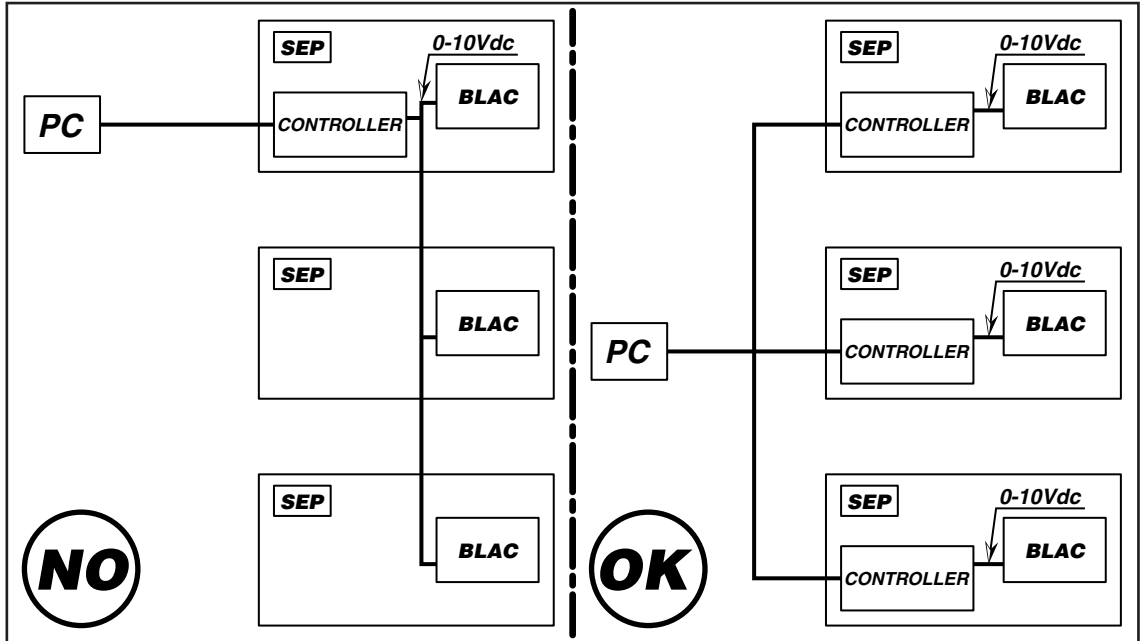 SEP
0-10Vdc
BLAC
PC
CONTROLLER
SEP
BLAC
SEP
BLAC
NO
SEP
0-10Vdc
BLAC
CONTROLLER
SEP
0-10Vdc
BLAC
PC
CONTROLLER
SEP
0-10Vdc
BLAC
CONTROLLER
OK